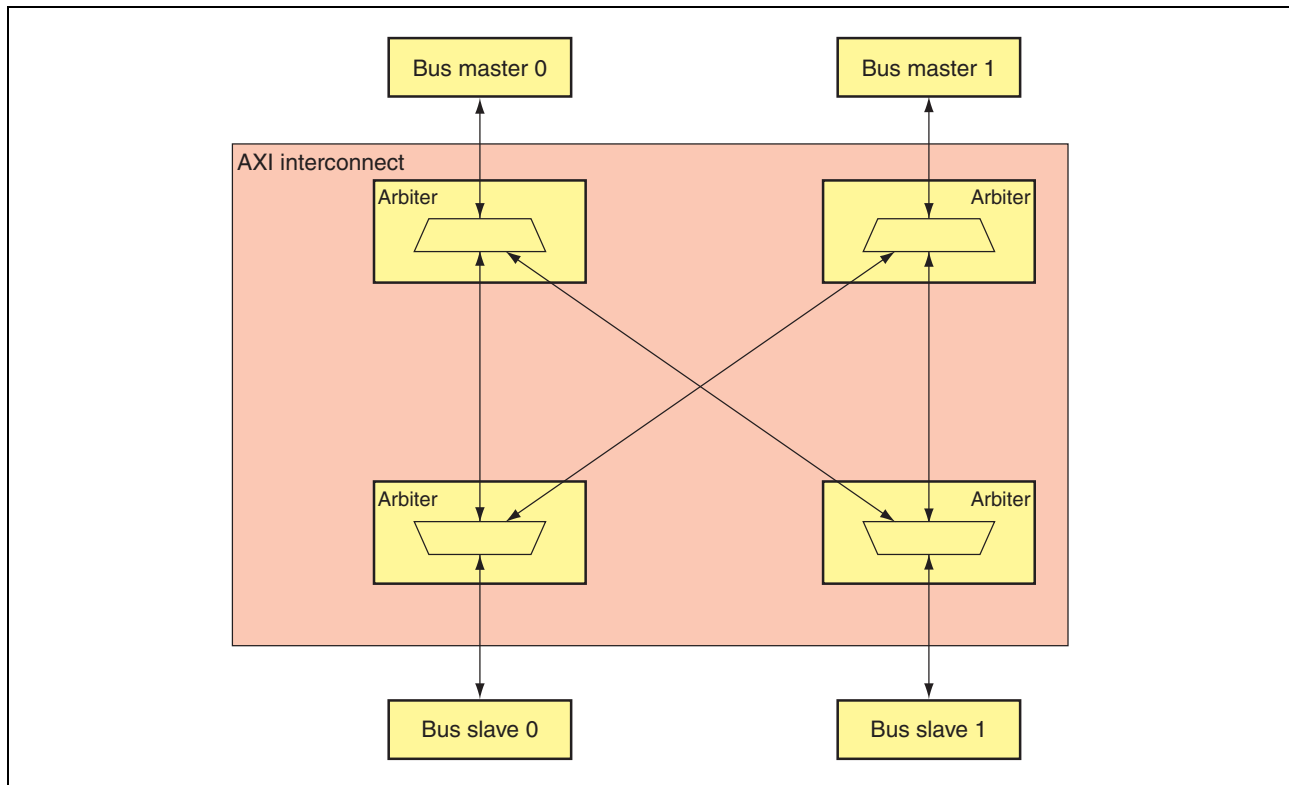 Bus master 0
Bus master 1
AXI interconnect
Arbiter
Arbiter
Arbiter
Arbiter
Bus slave 0
Bus slave 1